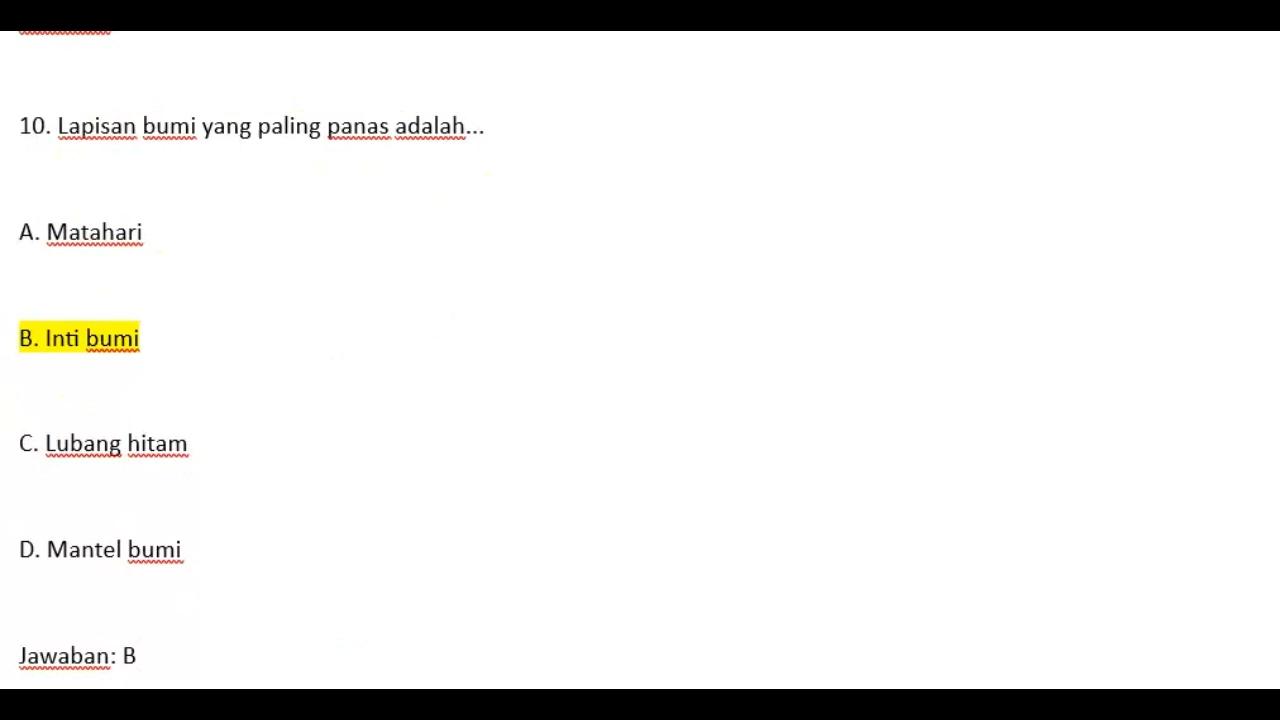 10. Lapisan bumi yang paling panas adalah...
A. Matahari
B. Inti bumi
C. Lubang hitam
D. Mantel bumi
Jawaban: B